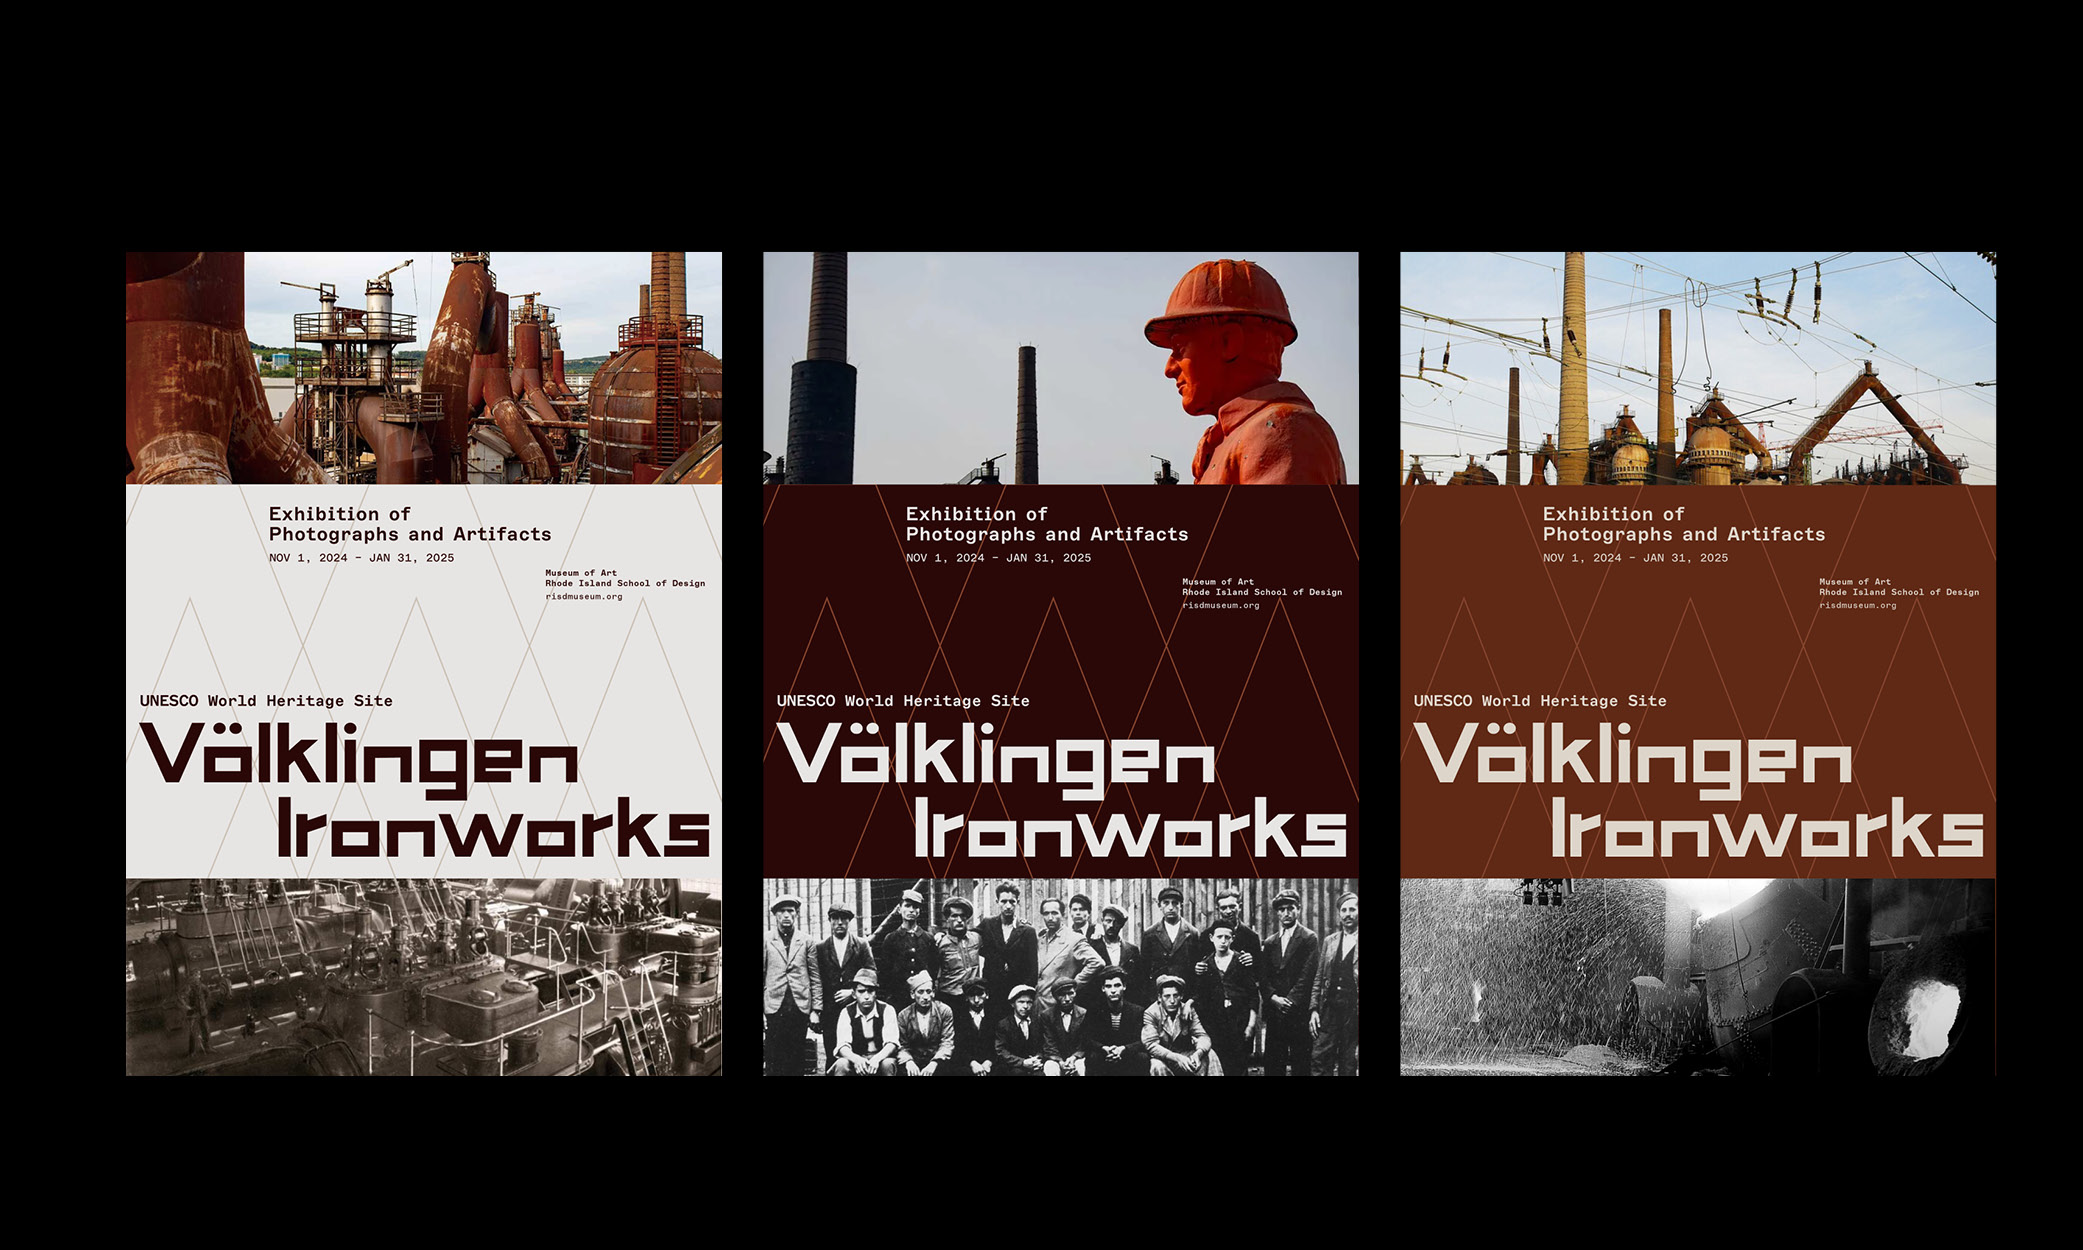 Exhibition of
Photographs and Artifacts
NOV 1, 2024 – JAN 31, 2025
Museum of Art
Rhode Island School of Design
risdmuseum.org
UNESCO World Heritage Site
Völklingen
Ironworks
Exhibition of
Photographs and Artifacts
NOV 1, 2024 – JAN 31, 2025
Museum of Art
Rhode Island School of Design
risdmuseum.org
UNESCO World Heritage Site
Völklingen
Ironworks
Exhibition of
Photographs and Artifacts
NOV 1, 2024 – JAN 31, 2025
Museum of Art
Rhode Island School of Design
risdmuseum.org
UNESCO World Heritage Site
Völklingen
Ironworks